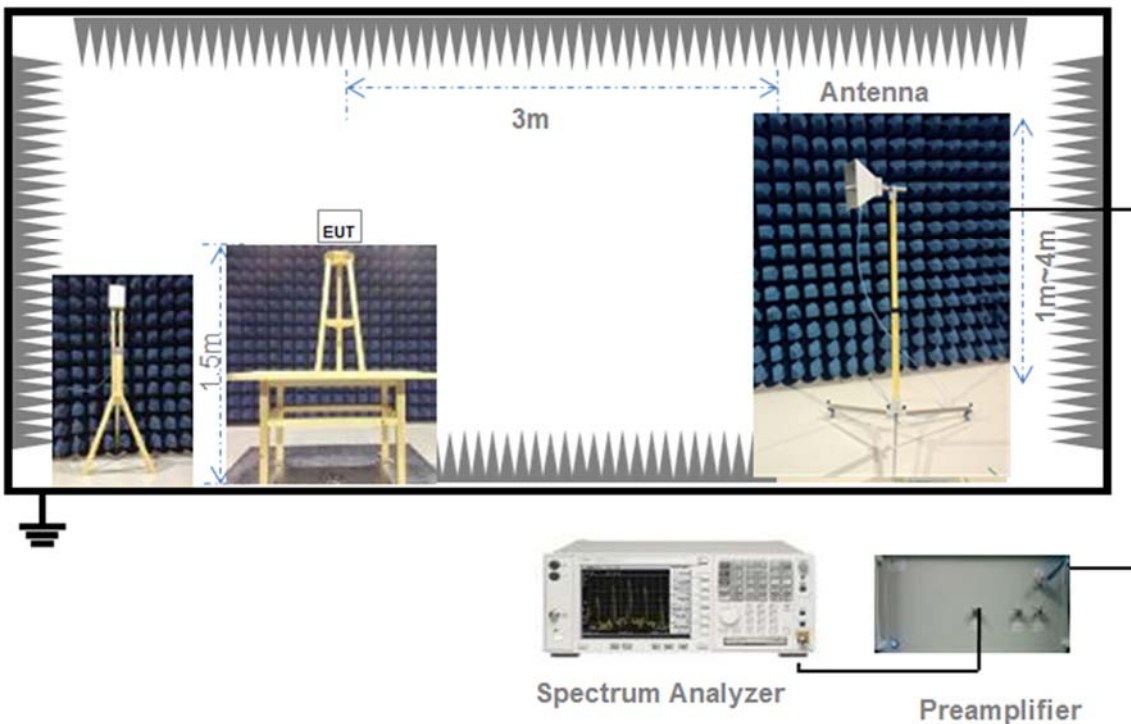 Antenna
3m
EUT
1.5m
1m~4m
Spectrum Analyzer
Preamplifier